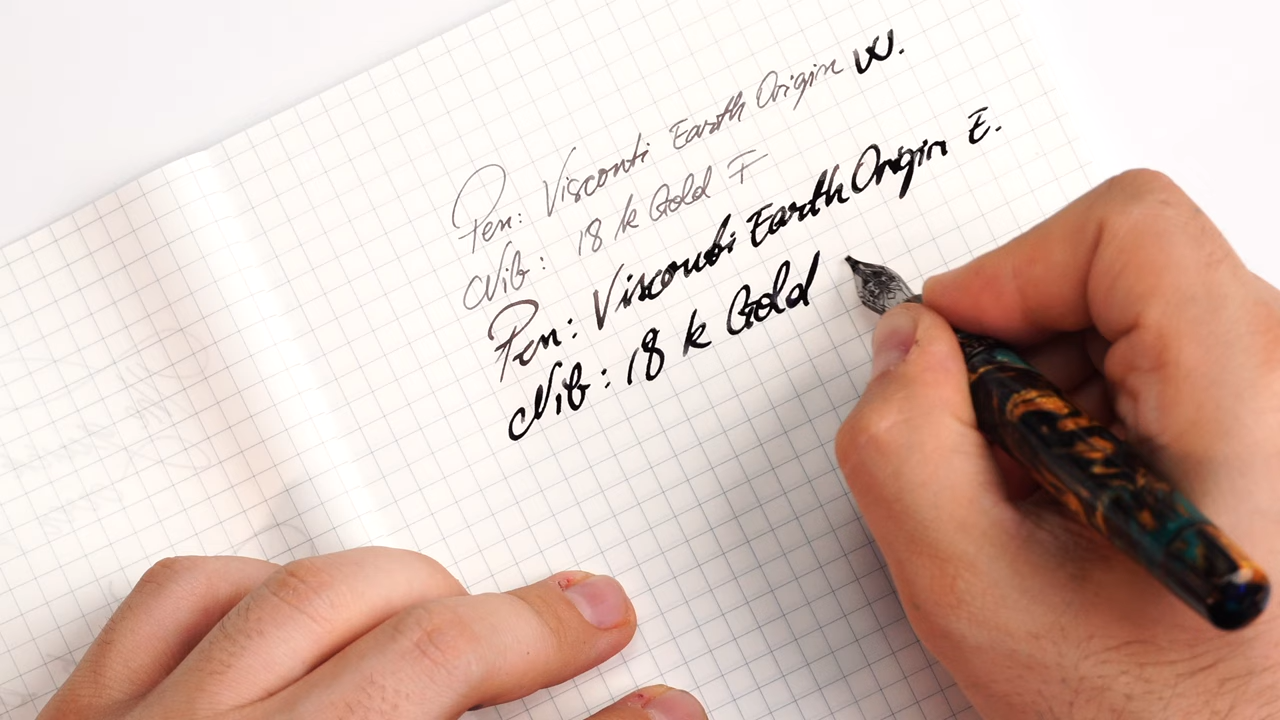 Pen: Visconti Earth Origin W.
Nib: 18 k Gold F
Pen: Visconti Earth Origin E.
Nib: 18 k Gold